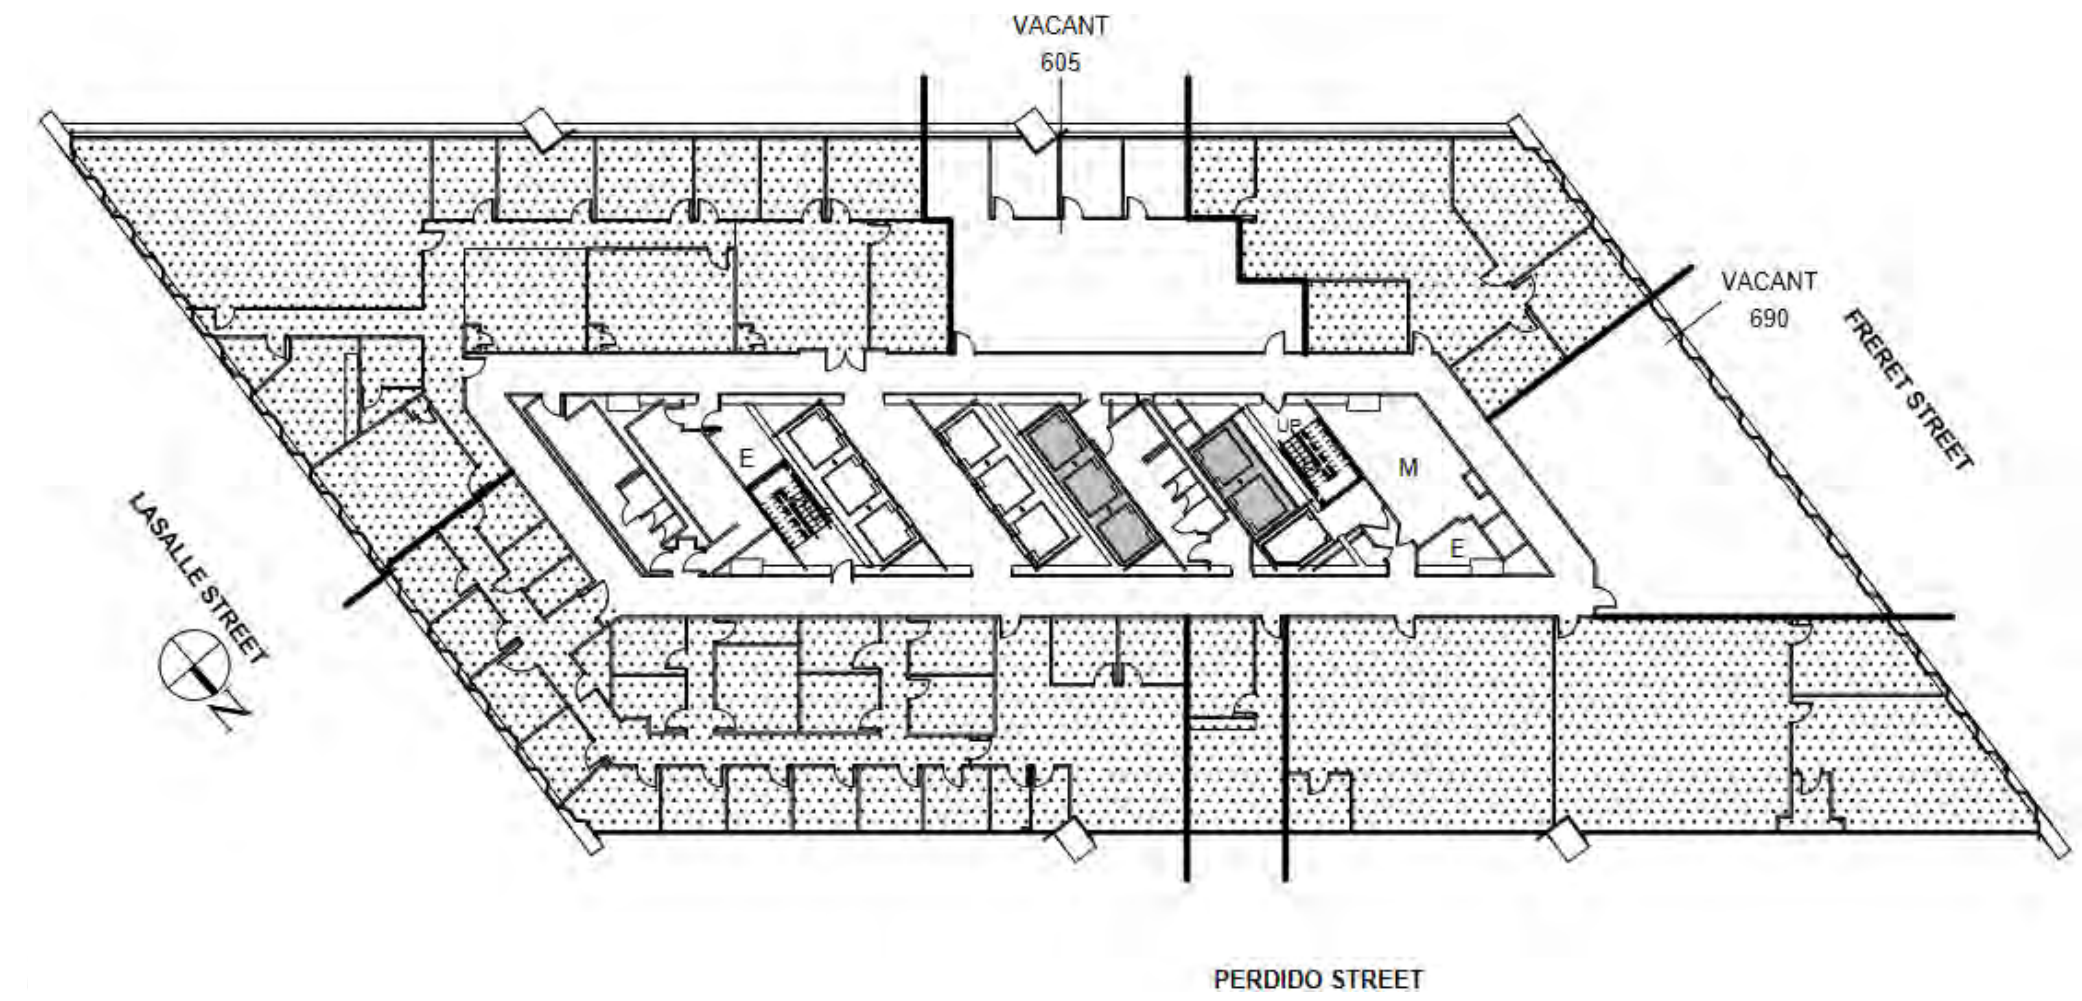 VACANT
605
VACANT
690
FRERET STREET
UP
E
M
E
LASALLE STREET
N
PERDIDO STREET